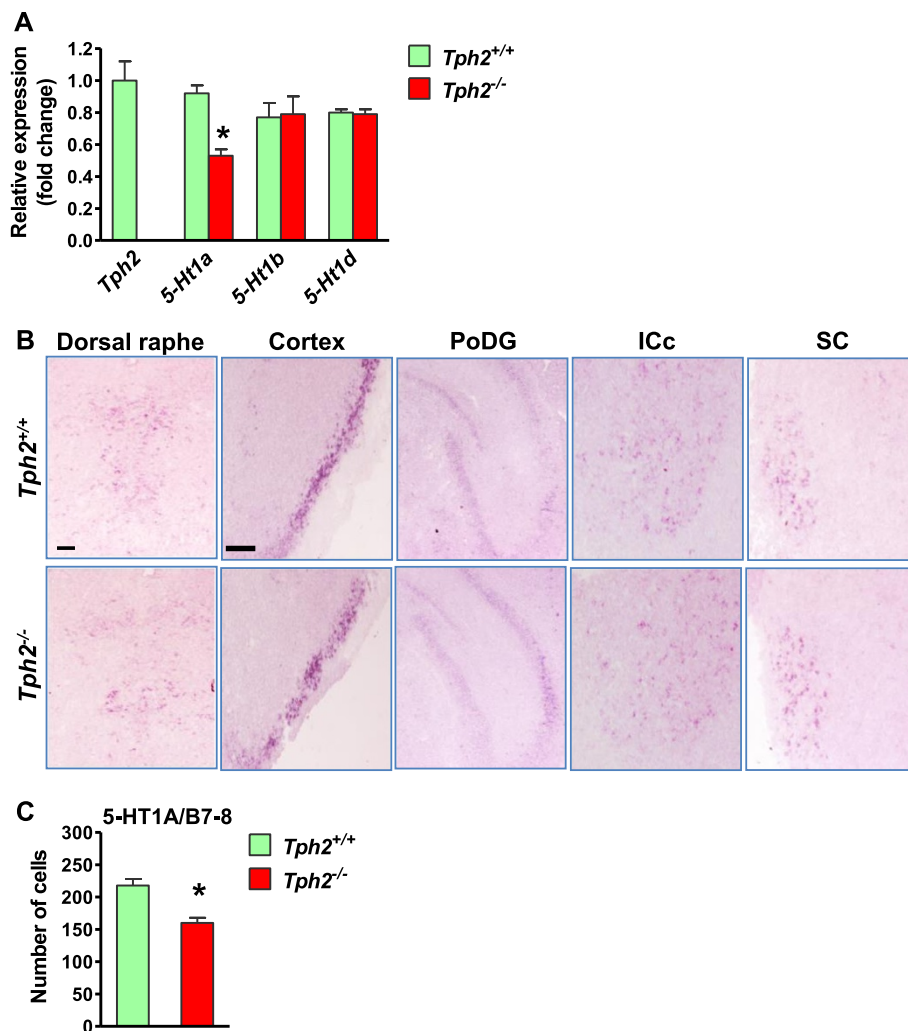 A
Relative expression
(fold change)
1.2
1.0
0.8
0.6
0.4
0.2
0.0
*
Tph2
5-Ht1a
5-Ht1b
5-Ht1d
Tph2+/+
Tph2-/-
B
Dorsal raphe Cortex PoDG ICc SC
Tph2+/+
Tph2-/-
C
5-HT1A/B7-8
Number of cells
300
250
200
150
100
50
0
*
Tph2+/+
Tph2-/-